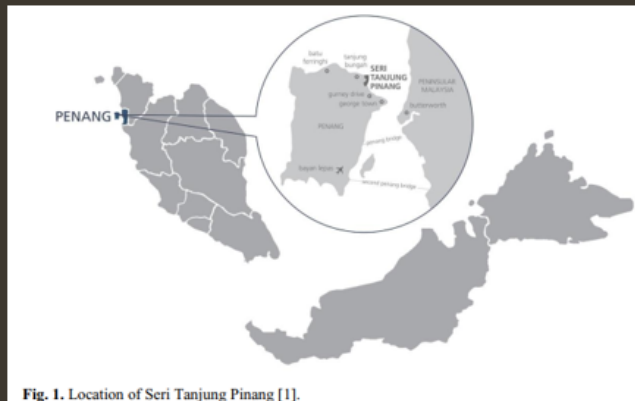 PENANG
batu
ferringhi
tanjung
bungah
SERI
TANJUNG
PINANG
gurney drive
george town
PENINSULAR
MALAYSIA
butterworth
PENANG
penang bridge
bayan lepas
second penang bridge
Fig. 1. Location of Seri Tanjung Pinang [1].